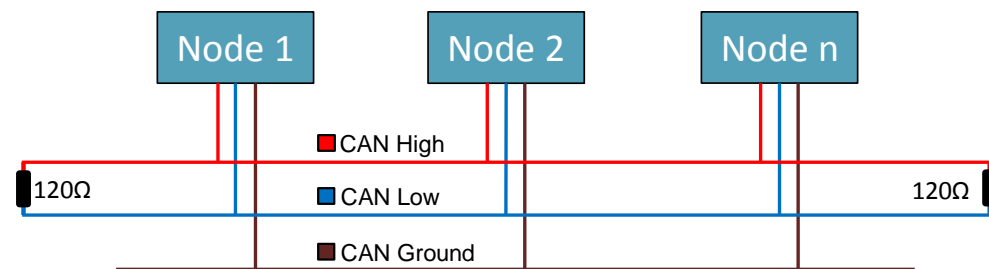 Node 1
Node 2
Node n
CAN High
120Ω
CAN Low
120Ω
CAN Ground